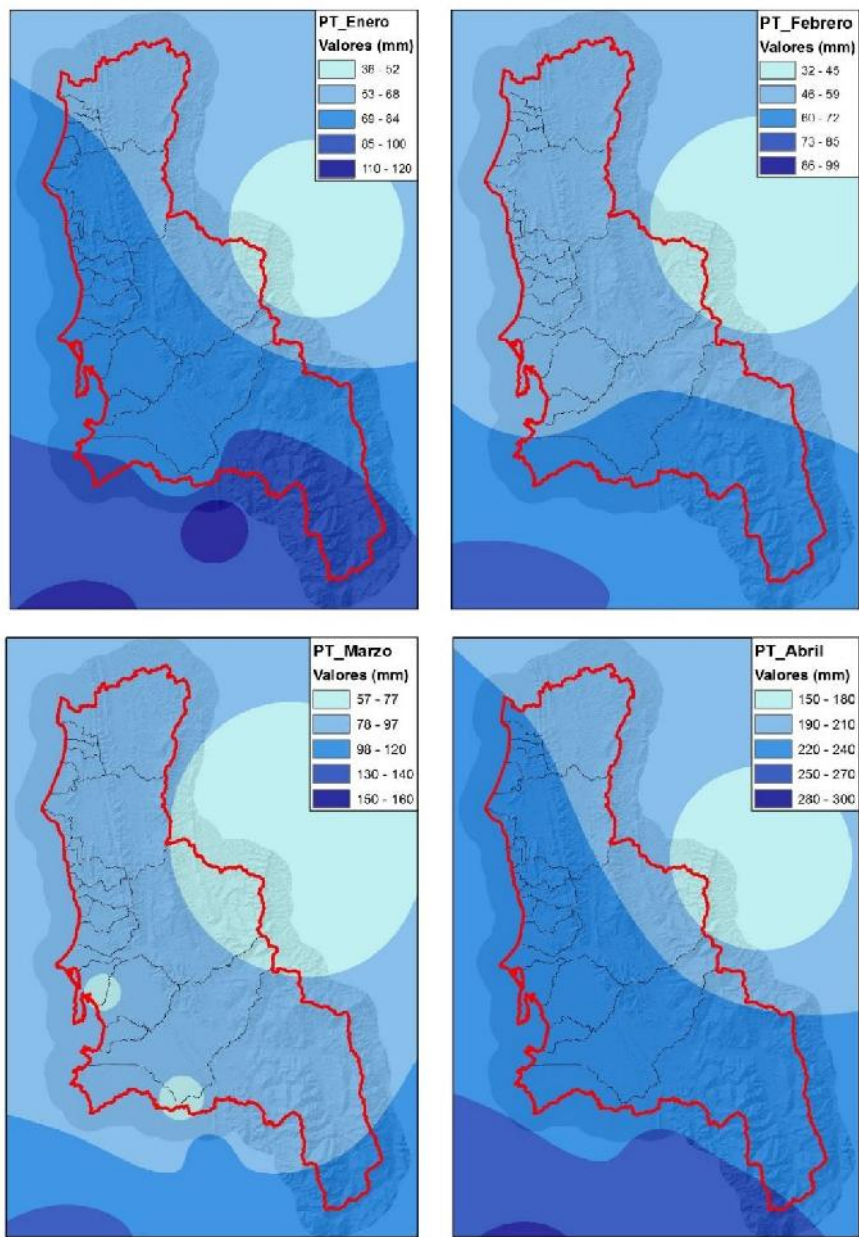 PT_Enero
Valores (mm)
36 - 52
53 - 68
69 - 84
85 - 100
110 - 120
PT_Febrero
Valores (mm)
32 - 45
46 - 59
60 - 72
73 - 85
86 - 99
PT_Marzo
Valores (mm)
57 - 77
78 - 97
98 - 120
130 - 140
150 - 160
PT_Abril
Valores (mm)
150 - 180
190 - 210
220 - 240
250 - 270
280 - 300